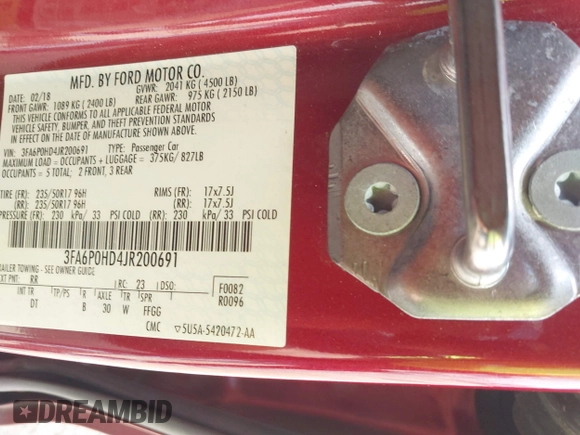 MFD. BY FORD MOTOR CO.
DATE: 02/18 GVWR: 2041 KG ( 4500 LB)
FRONT GAWR: 1089 KG ( 2400 LB) REAR GAWR: 975 KG ( 2150 LB)
THIS VEHICLE CONFORMS TO ALL APPLICABLE FEDERAL MOTOR
VEHICLE SAFETY, BUMPER, AND THEFT PREVENTION STANDARDS
IN EFFECT ON THE DATE OF MANUFACTURE SHOWN ABOVE.
VIN: 3FA6P0HD4JR200691 TYPE: Passenger Car
MAXIMUM LOAD = OCCUPANTS + LUGGAGE = 375KG/ 827LB
OCCUPANTS = 5 TOTAL; 2 FRONT, 3 REAR
TIRE (FR): 235/50R17 96H RIMS (FR): 17x7.5J
(RR): 235/50R17 96H (RR): 17x7.5J
PRESSURE (FR): 230 kPa/ 33 PSI COLD (RR): 230 kPa/ 33 PSI COLD
3FA6P0HD4JR200691
TRAILER TOWING - SEE OWNER GUIDE
EXT PNT: RR RC: 23 DSO: F0082
INT TR TP/PS R AXLE TR SPR R0096
DT B 30 W FFGG
CMC ▽5U5A-5420472-AA
DREAMBID